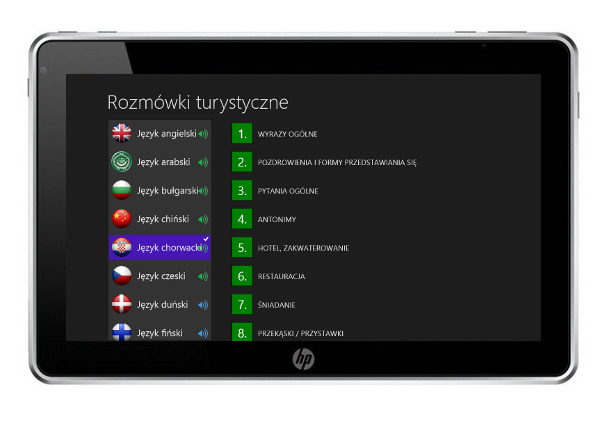 Rozmówki turystyczne
Język angielski
Język arabski
Język bułgarski
Język chiński
Język chorwacki
Język czeski
Język duński
Język fiński
1. WYRAZY OGÓLNE
2. POZDROWIENIA I FORMY PRZEDSTAWIANIA SIĘ
3. PYTANIA OGÓLNE
4. ANTONIMY
5. HOTEL, ZAKWATEROWANIE
6. RESTAURACJA
7. ŚNIADANIE
8. PRZEKĄSKI / PRZYSTAWKI
hp